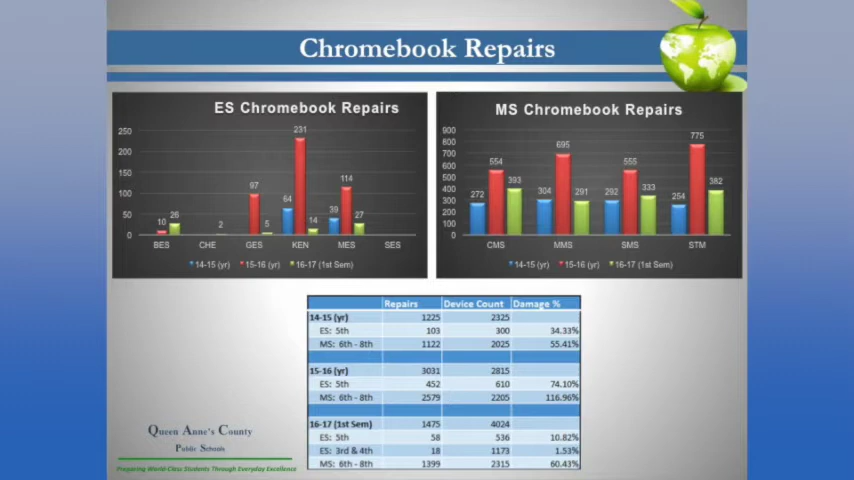 Chromebook Repairs
ES Chromebook Repairs
250
200
150
100
50
0
10 26
2
97 5
64 231 14
39 114 27
BES CHE GES KEN MES SES
14-15 (yr) 15-16 (yr) 16-17 (1st Sem)
MS Chromebook Repairs
900
800
700
600
500
400
300
200
100
0
272 554 393
304 695 291
292 555 333
254 775 382
CMS MMS SMS STM
14-15 (yr) 15-16 (yr) 16-17 (1st Sem)
Repairs Device Count Damage %
14-15 (yr) 1225 2325
ES: 5th 103 300 34.33%
MS: 6th - 8th 1122 2025 55.41%
15-16 (yr) 3031 2815
ES: 5th 452 610 74.10%
MS: 6th - 8th 2579 2205 116.96%
16-17 (1st Sem) 1475 4024
ES: 5th 58 536 10.82%
ES: 3rd & 4th 18 1173 1.53%
MS: 6th - 8th 1399 2315 60.43%
Queen Anne's County
Public Schools
Preparing World-Class Students Through Everyday Excellence